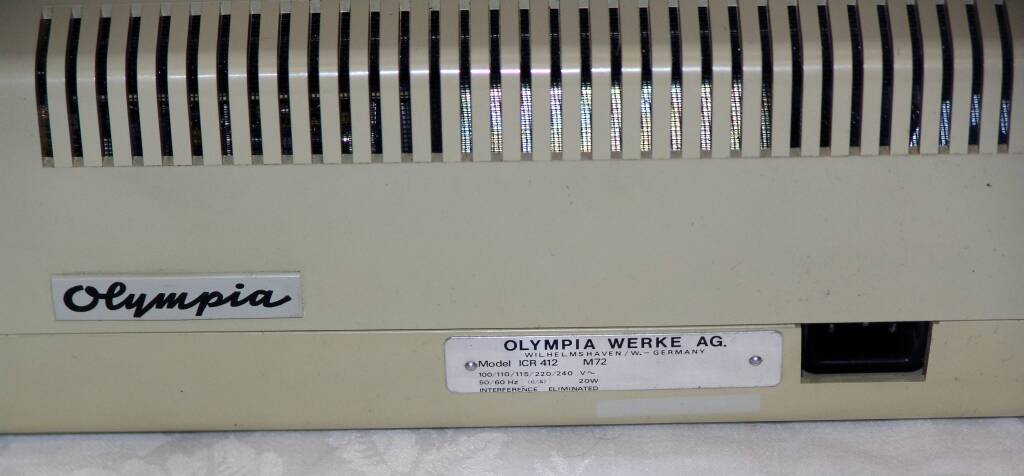 Olympia
OLYMPIA WERKE AG.
WILHELMSHAVEN/W.-GERMANY
Model ICR 412 M72
100/110/115/220/240 V~
50/60 Hz (c/s) 20W
INTERFERENCE ELIMINATED